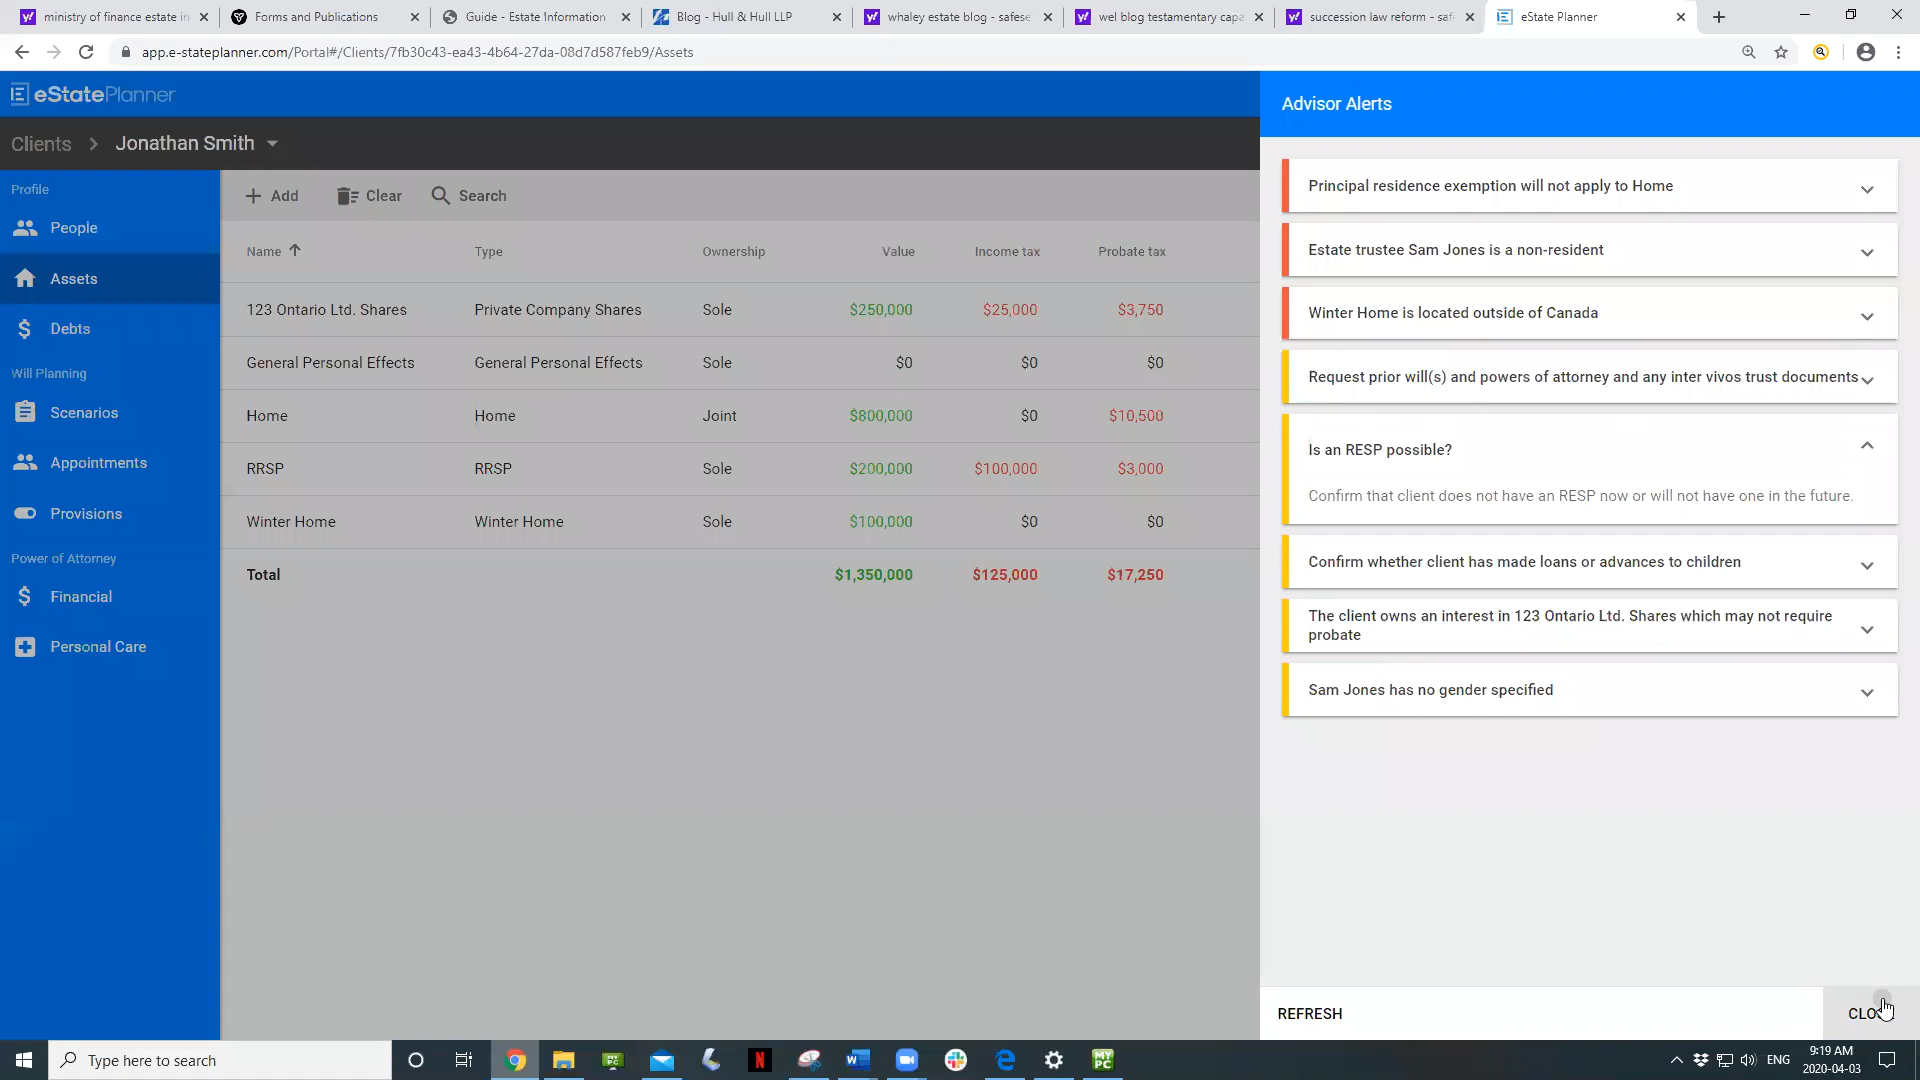 ministry of finance estate in
Forms and Publications
Guide - Estate Information
Blog - Hull & Hull LLP
whaley estate blog - safese
wel blog testamentary capa
succession law reform - saf
eState Planner
app.e-stateplanner.com/Portal#/Clients/7fb30c43-ea43-4b64-27da-08d7d587feb9/Assets
eStatePlanner
Advisor Alerts
Clients > Jonathan Smith
Profile
People
Assets
Debts
Will Planning
Scenarios
Appointments
Provisions
Power of Attorney
Financial
Personal Care
Add Clear Search
Name Type Ownership Value Income tax Probate tax
123 Ontario Ltd. Shares Private Company Shares Sole $250,000 $25,000 $3,750
General Personal Effects General Personal Effects Sole $0 $0 $0
Home Home Joint $800,000 $0 $10,500
RRSP RRSP Sole $200,000 $100,000 $3,000
Winter Home Winter Home Sole $100,000 $0 $0
Total $1,350,000 $125,000 $17,250
Principal residence exemption will not apply to Home
Estate trustee Sam Jones is a non-resident
Winter Home is located outside of Canada
Request prior will(s) and powers of attorney and any inter vivos trust documents
Is an RESP possible?
Confirm that client does not have an RESP now or will not have one in the future.
Confirm whether client has made loans or advances to children
The client owns an interest in 123 Ontario Ltd. Shares which may not require
probate
Sam Jones has no gender specified
REFRESH
Type here to search
ENG
9:19 AM
2020-04-03